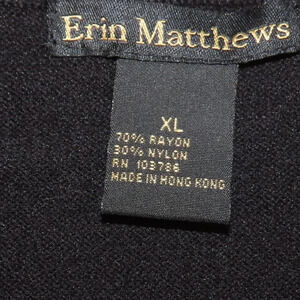 Erin Matthews
XL
70% RAYON
30% NYLON
RN 103786
MADE IN HONG KONG